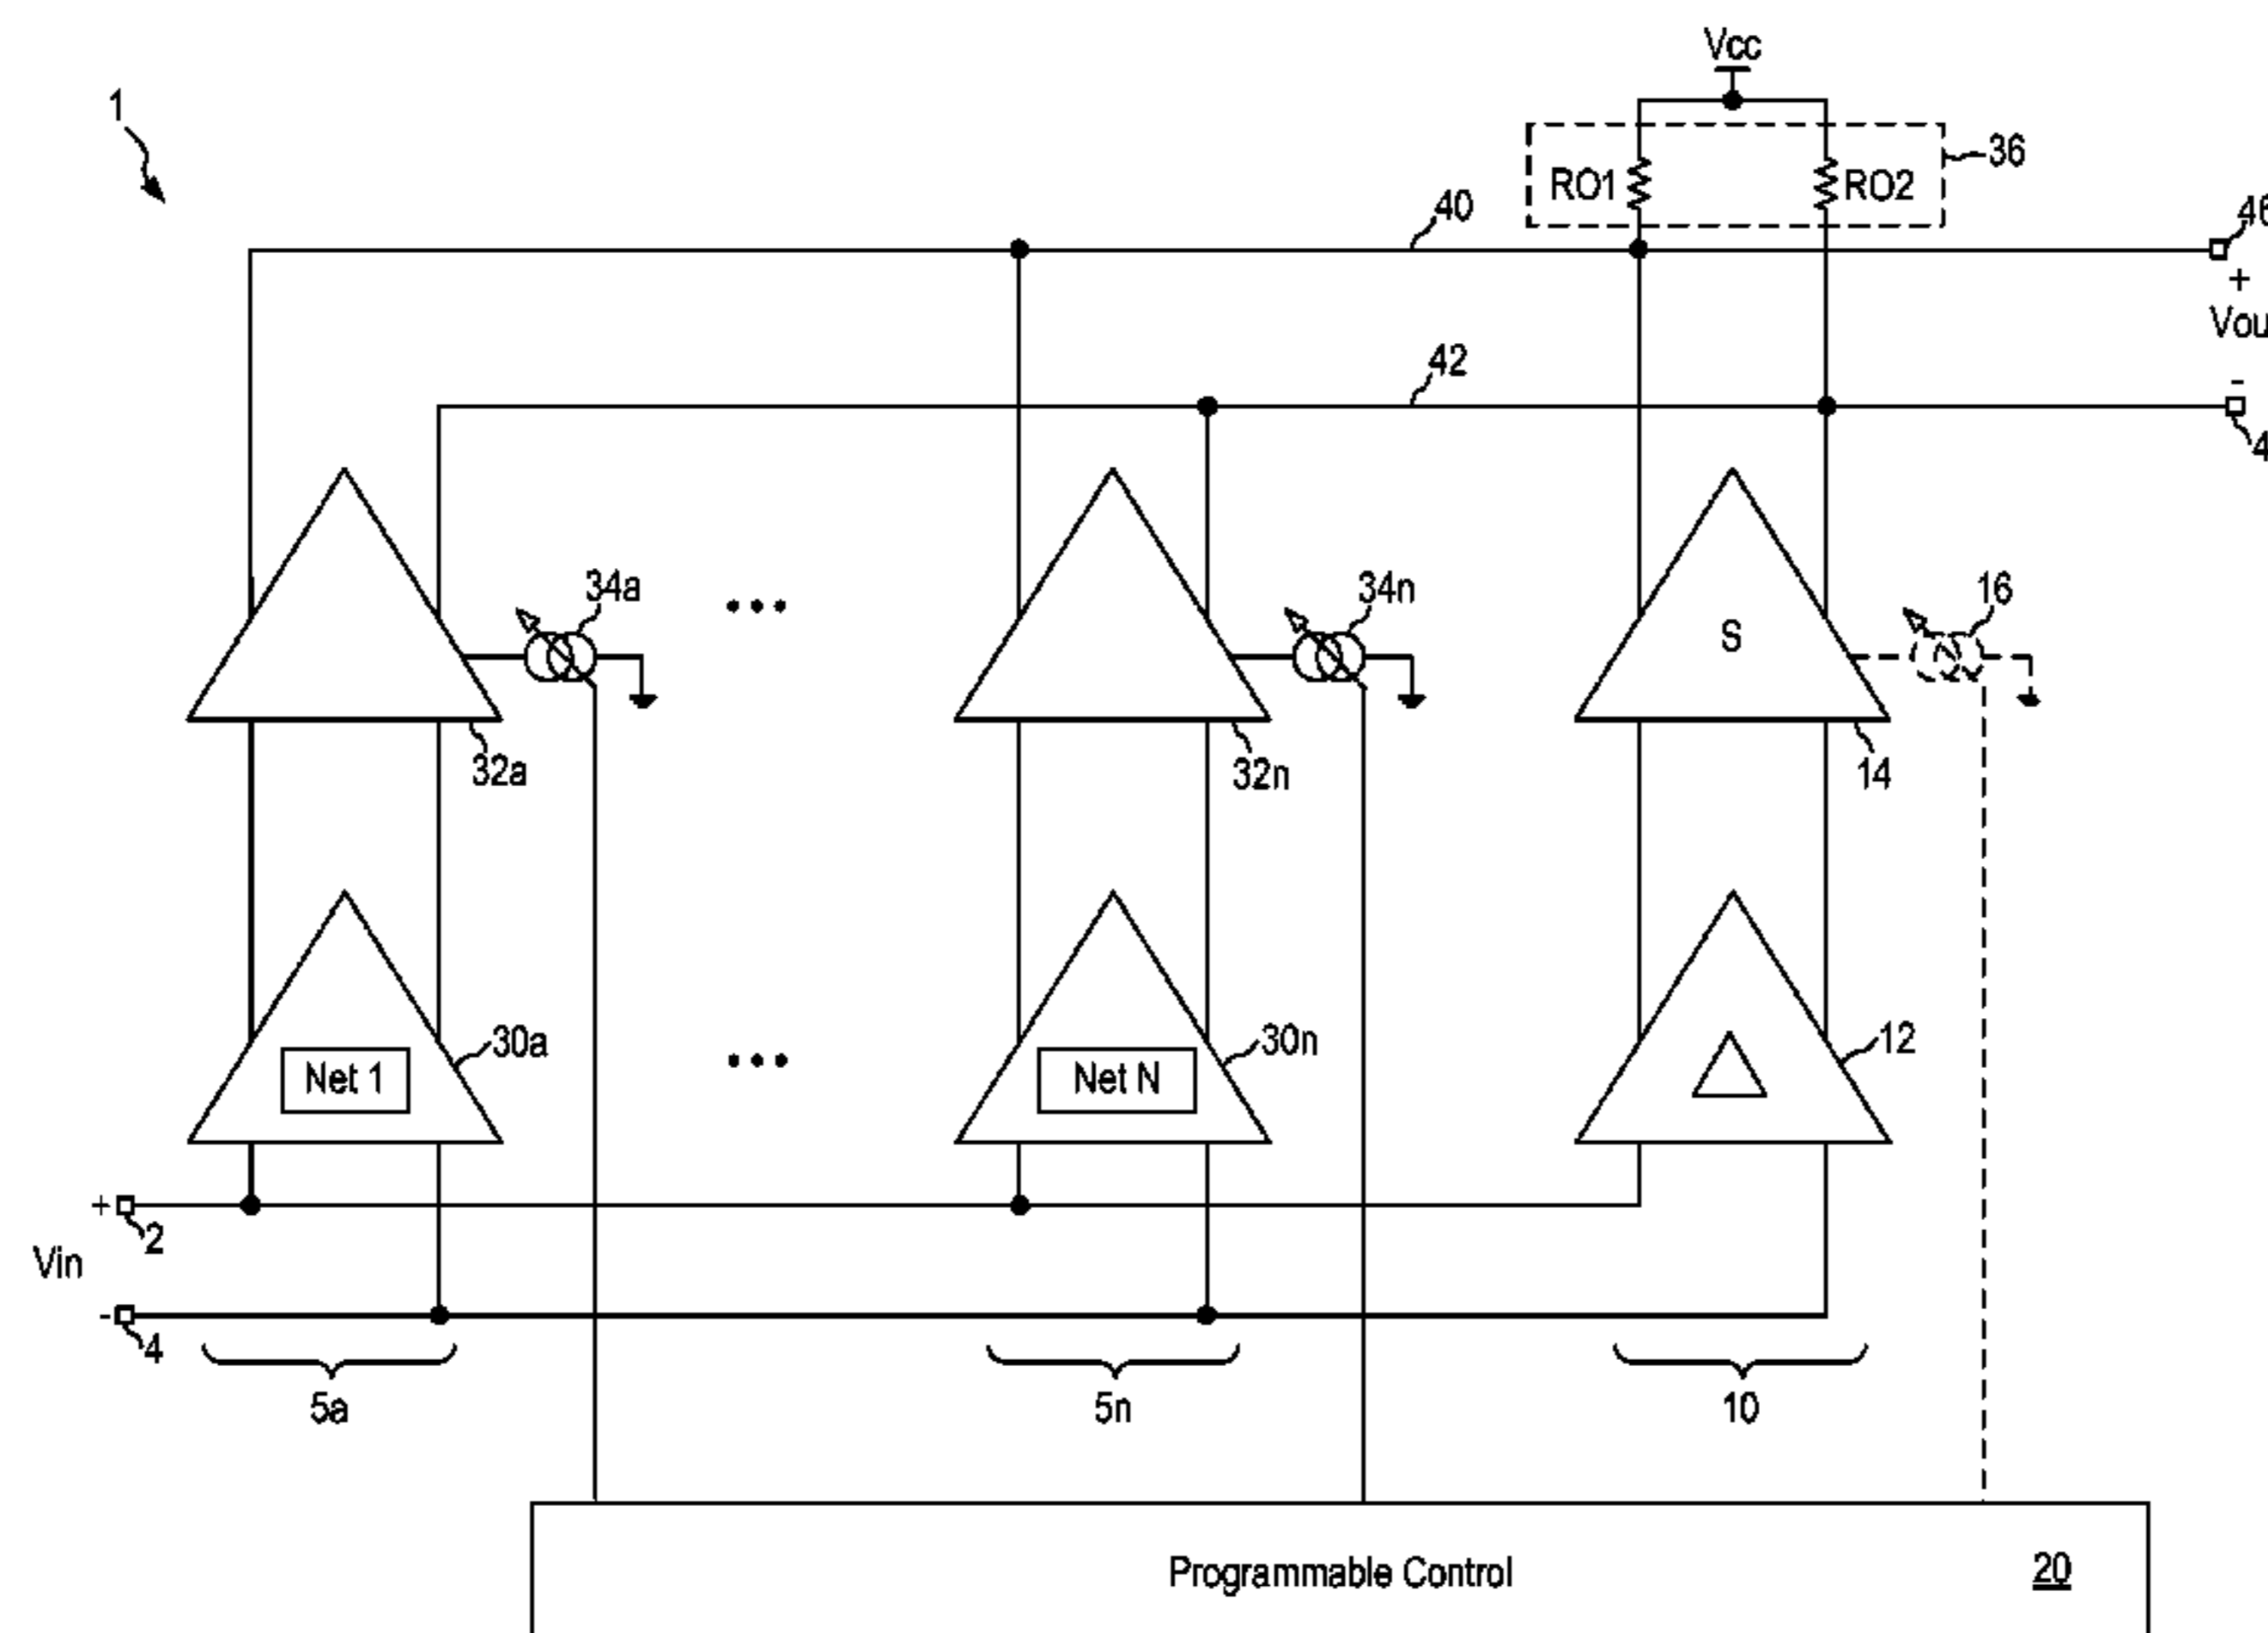 Vcc
1
36
RO1
RO2
40
46
+
42
-
34a
34n
16
S
32a
32n
14
30a
30n
12
Net 1
Net N
+
2
Vin
-
4
5a
5n
10
Programmable Control
20